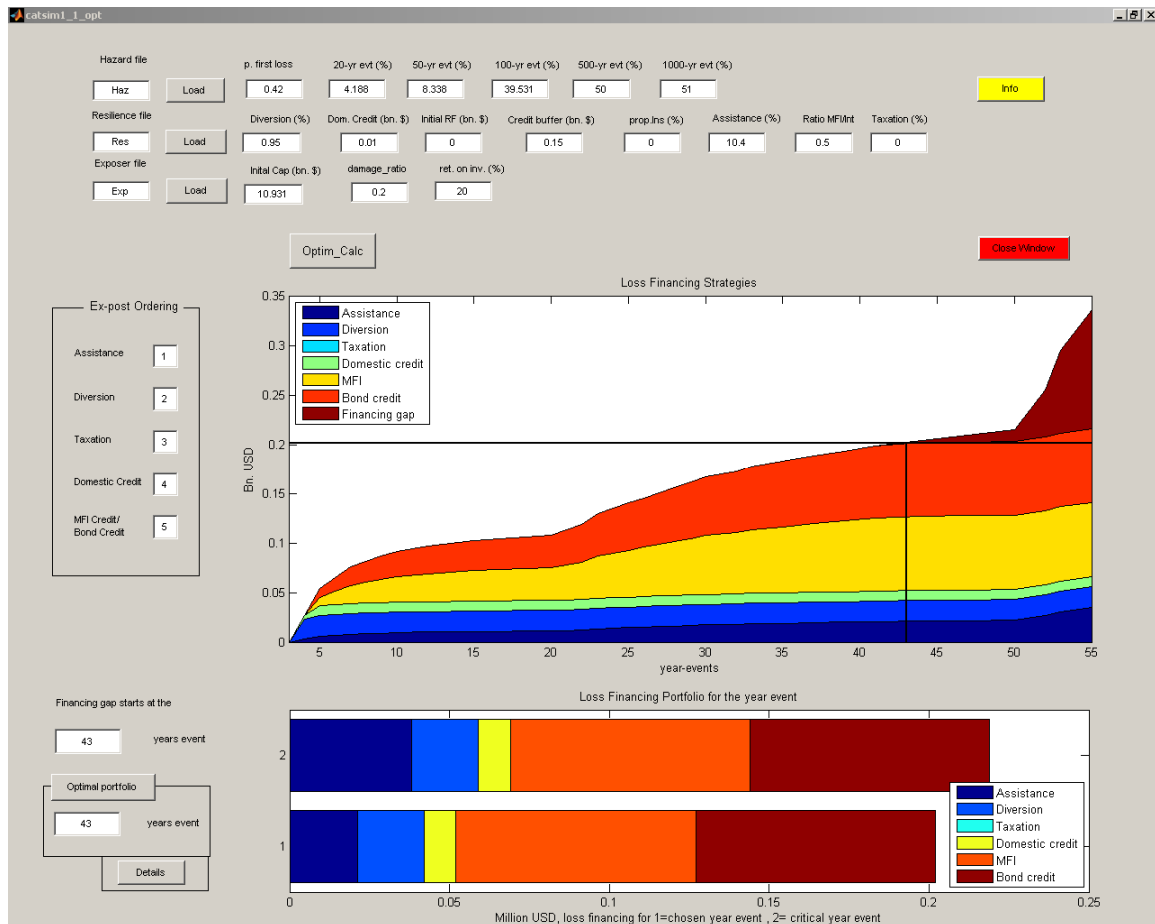 catsim1_1_opt
Hazard file
p. first loss 20-yr evt (%) 50-yr evt (%) 100-yr evt (%) 500-yr evt (%) 1000-yr evt (%)
Haz Load 0.42 4.188 8.338 39.531 50 51 Info
Resilience file Diversion (%) Dom. Credit (bn. $) Initial RF (bn. $) Credit buffer (bn. $) prop.Ins (%) Assistance (%) Ratio MFI/Int Taxation (%)
Res Load 0.95 0.01 0 0.15 0 10.4 0.5 0
Exposer file Inital Cap (bn. $) damage_ratio ret. on inv. (%)
Exp Load 10.931 0.2 20
Optim_Calc Close Window
Ex-post Ordering
Assistance 1
Diversion 2
Taxation 3
Domestic Credit 4
MFI Credit/
Bond Credit 5
Loss Financing Strategies
Bn. USD
0.35
0.3
0.25
0.2
0.15
0.1
0.05
0
Assistance
Diversion
Taxation
Domestic credit
MFI
Bond credit
Financing gap
5 10 15 20 25 30 35 40 45 50 55
year-events
Financing gap starts at the
43 years event
Optimal portfolio
43 years event
Details
Loss Financing Portfolio for the year event
2
1
Assistance
Diversion
Taxation
Domestic credit
MFI
Bond credit
0 0.05 0.1 0.15 0.2 0.25
Million USD, loss financing for 1=chosen year event , 2= critical year event